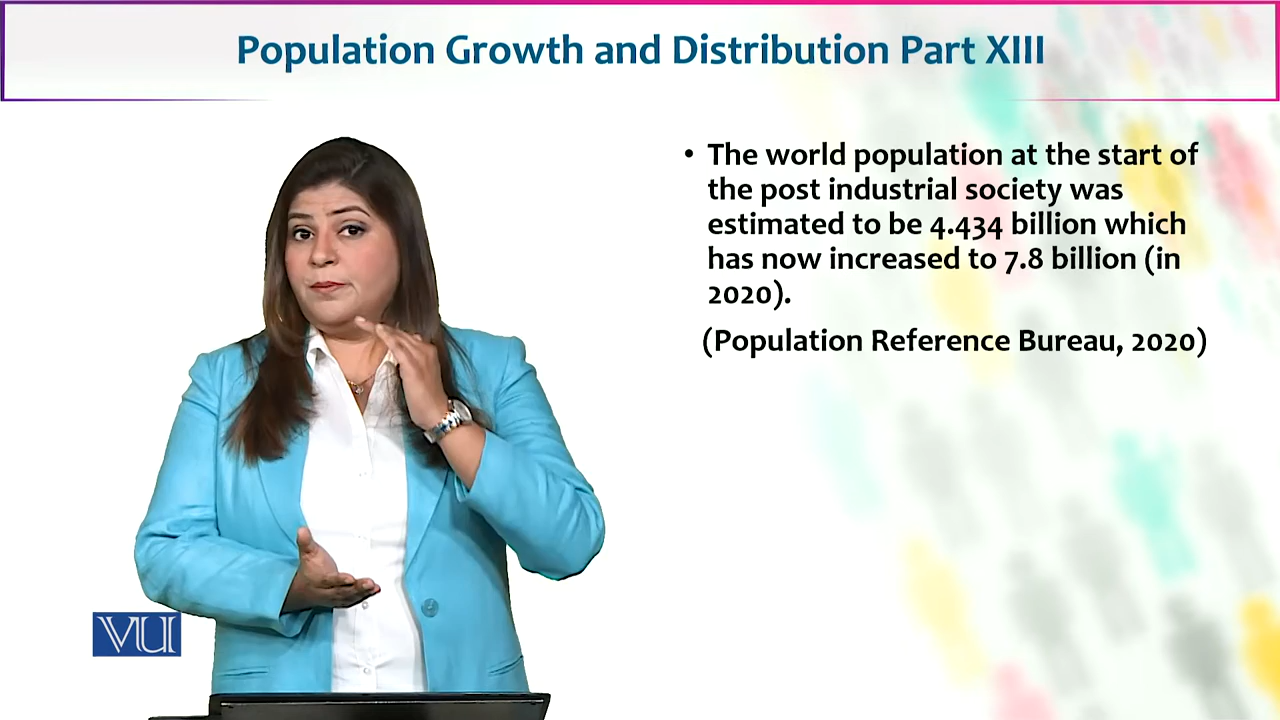 Population Growth and Distribution Part XIII
• The world population at the start of
the post industrial society was
estimated to be 4.434 billion which
has now increased to 7.8 billion (in
2020).
(Population Reference Bureau, 2020)
VU